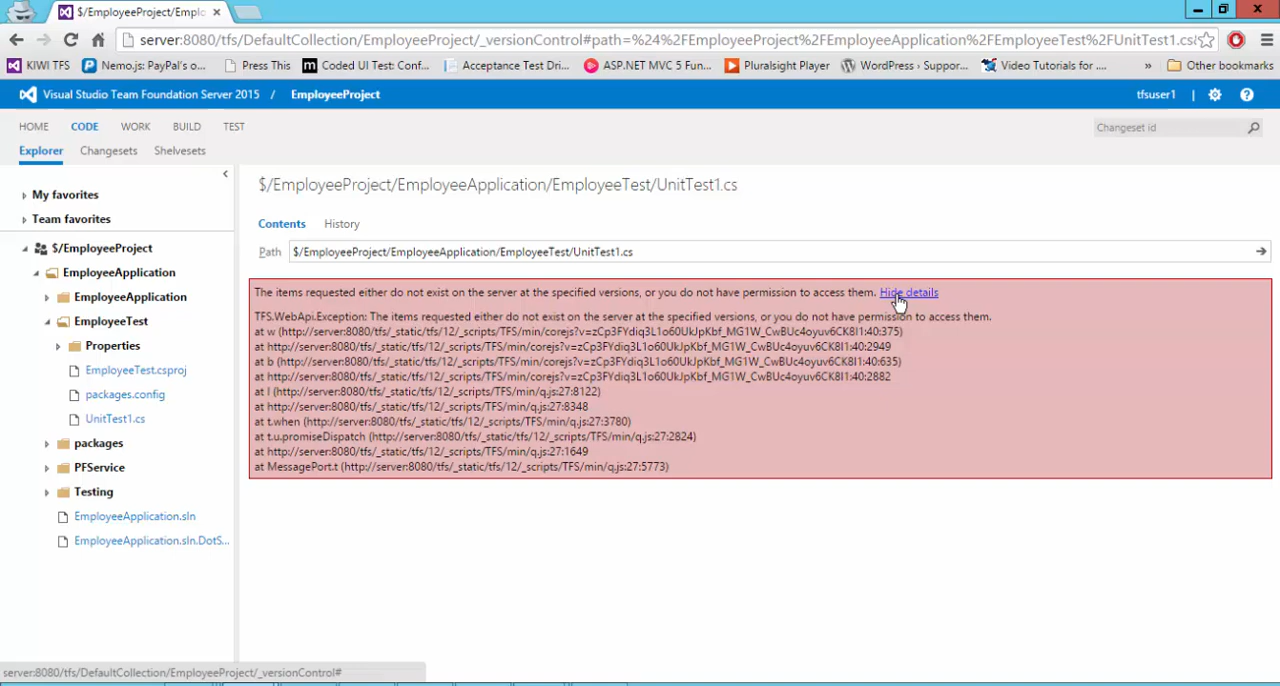 $/EmployeeProject/Emplo
server:8080/tfs/DefaultCollection/EmployeeProject/_versionControl#path=%24%2FEmployeeProject%2FEmployeeApplication%2FEmployeeTest%2FUnitTest1.cs
KIWI TFS Nemo.js: PayPal's o... Press This Coded UI Test: Conf... Acceptance Test Dri... ASP.NET MVC 5 Fun... Pluralsight Player WordPress › Suppor... Video Tutorials for .... » Other bookmarks
Visual Studio Team Foundation Server 2015 / EmployeeProject tfsuser1 |
HOME CODE WORK BUILD TEST Changeset id
Explorer Changesets Shelvesets
$/EmployeeProject/EmployeeApplication/EmployeeTest/UnitTest1.cs
My favorites
Team favorites
Contents History
$/EmployeeProject
Path $/EmployeeProject/EmployeeApplication/EmployeeTest/UnitTest1.cs
EmployeeApplication
EmployeeApplication
EmployeeTest
Properties
EmployeeTest.csproj
packages.config
UnitTest1.cs
packages
PFService
Testing
EmployeeApplication.sln
EmployeeApplication.sln.DotS...
The items requested either do not exist on the server at the specified versions, or you do not have permission to access them. Hide details
TFS.WebApi.Exception: The items requested either do not exist on the server at the specified versions, or you do not have permission to access them.
at w (http://server:8080/tfs/_static/tfs/12/_scripts/TFS/min/corejs?v=zCp3FYdiq3L1o60UkJpKbf_MG1W_CwBUc4oyuv6CK8I1:40:375)
at http://server:8080/tfs/_static/tfs/12/_scripts/TFS/min/corejs?v=zCp3FYdiq3L1o60UkJpKbf_MG1W_CwBUc4oyuv6CK8I1:40:2949
at b (http://server:8080/tfs/_static/tfs/12/_scripts/TFS/min/corejs?v=zCp3FYdiq3L1o60UkJpKbf_MG1W_CwBUc4oyuv6CK8I1:40:635)
at http://server:8080/tfs/_static/tfs/12/_scripts/TFS/min/corejs?v=zCp3FYdiq3L1o60UkJpKbf_MG1W_CwBUc4oyuv6CK8I1:40:2882
at l (http://server:8080/tfs/_static/tfs/12/_scripts/TFS/min/q.js:27:8122)
at http://server:8080/tfs/_static/tfs/12/_scripts/TFS/min/q.js:27:8348
at t.when (http://server:8080/tfs/_static/tfs/12/_scripts/TFS/min/q.js:27:3780)
at t.u.promiseDispatch (http://server:8080/tfs/_static/tfs/12/_scripts/TFS/min/q.js:27:2824)
at http://server:8080/tfs/_static/tfs/12/_scripts/TFS/min/q.js:27:1649
at MessagePort.t (http://server:8080/tfs/_static/tfs/12/_scripts/TFS/min/q.js:27:5773)
server:8080/tfs/DefaultCollection/EmployeeProject/_versionControl#